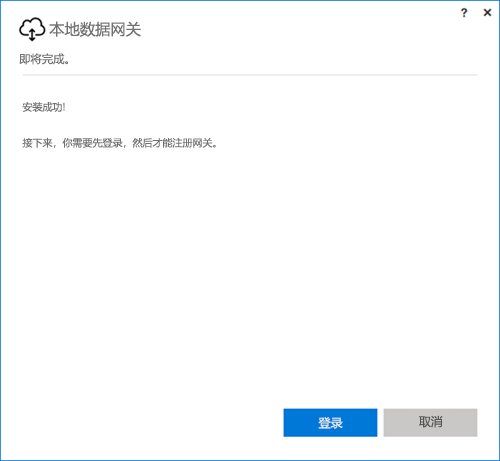 ?
本地数据网关
即将完成。
安装成功!
接下来，你需要先登录，然后才能注册网关。
登录 取消